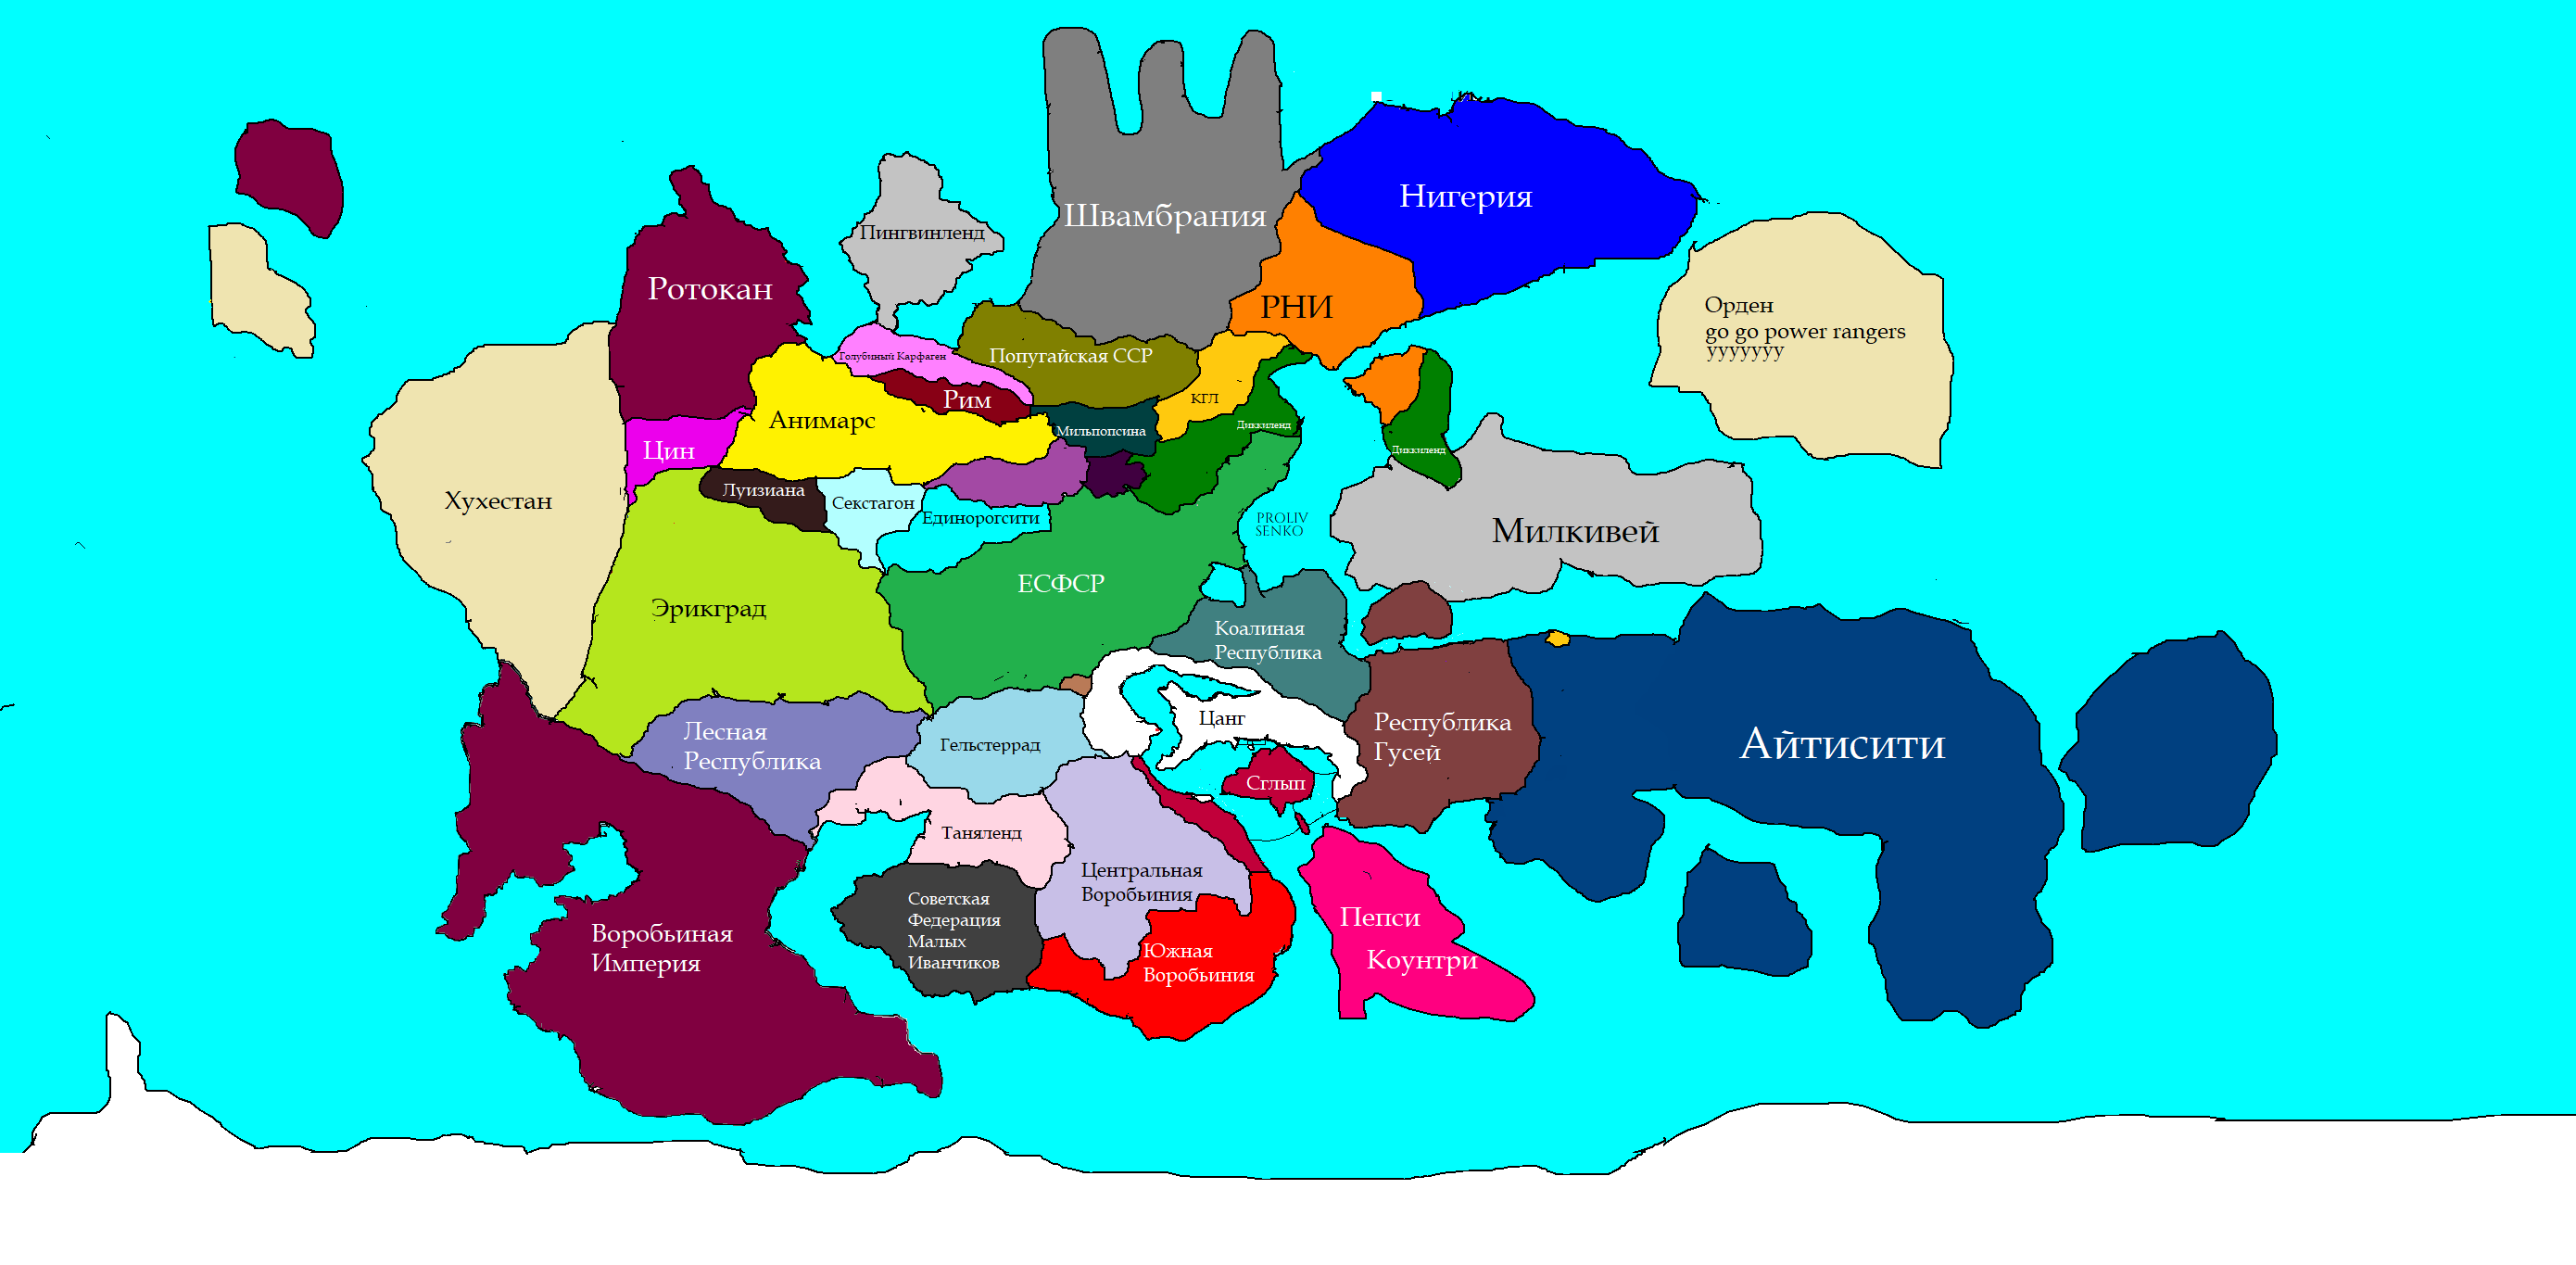 Швамбрания
Нигерия
Пингвинленд
Ротокан
РНИ
Орден
go go power rangers
yyyyyyy
Голубиный Карфаген
Попугайская ССР
Рим
КГЛ
Анимарс
Мильпопсина
Диккиленд
Диккиленд
Цин
Хухестан
Луизиана
Секстагон
Единорогсити
PROLIV
SENKO
Милкивей
ЕСФСР
Эрикград
Коалиная
Республика
Лесная
Республика
Гельстеррад
Цанг
Республика
Гусей
Айтисити
Сглып
Таняленд
Центральная
Воробьиния
Советская
Федерация
Малых
Иванчиков
Воробьиная
Империя
Южная
Воробьиния
Пепси
Коунтри